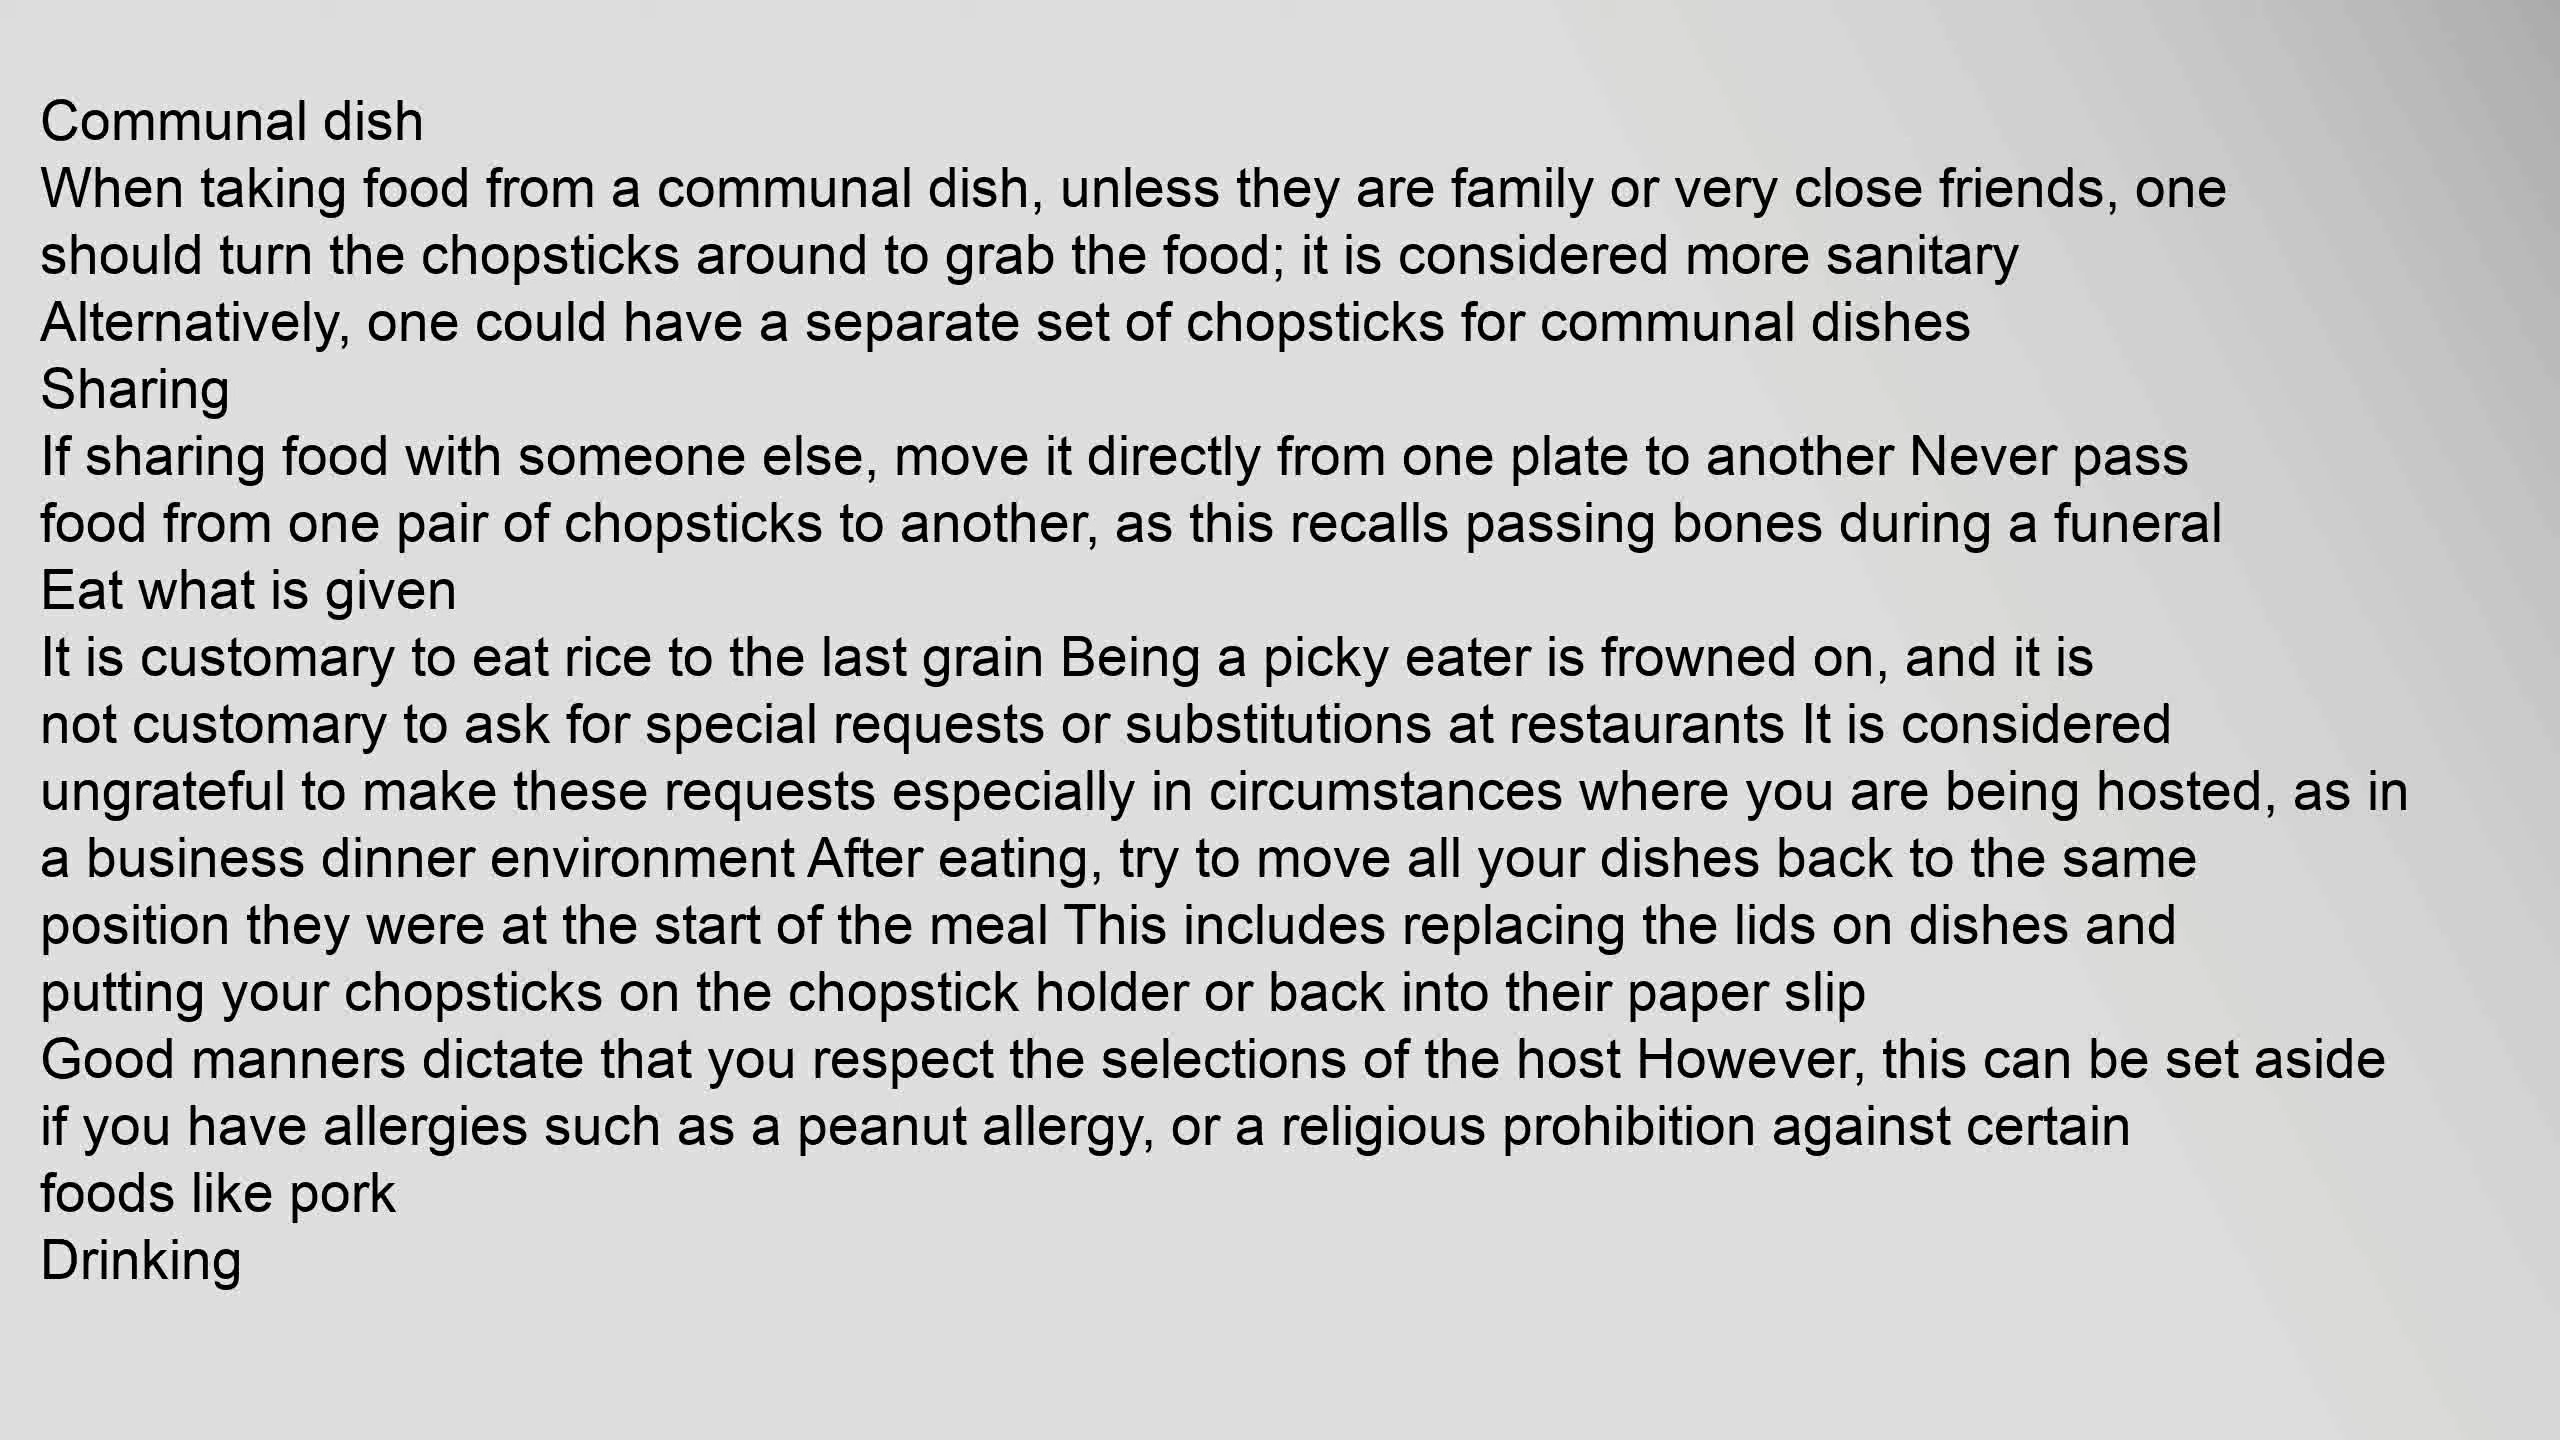 Communal dish
When taking food from a communal dish, unless they are family or very close friends, one
should turn the chopsticks around to grab the food; it is considered more sanitary
Alternatively, one could have a separate set of chopsticks for communal dishes
Sharing
If sharing food with someone else, move it directly from one plate to another Never pass
food from one pair of chopsticks to another, as this recalls passing bones during a funeral
Eat what is given
It is customary to eat rice to the last grain Being a picky eater is frowned on, and it is
not customary to ask for special requests or substitutions at restaurants It is considered
ungrateful to make these requests especially in circumstances where you are being hosted, as in
a business dinner environment After eating, try to move all your dishes back to the same
position they were at the start of the meal This includes replacing the lids on dishes and
putting your chopsticks on the chopstick holder or back into their paper slip
Good manners dictate that you respect the selections of the host However, this can be set aside
if you have allergies such as a peanut allergy, or a religious prohibition against certain
foods like pork
Drinking